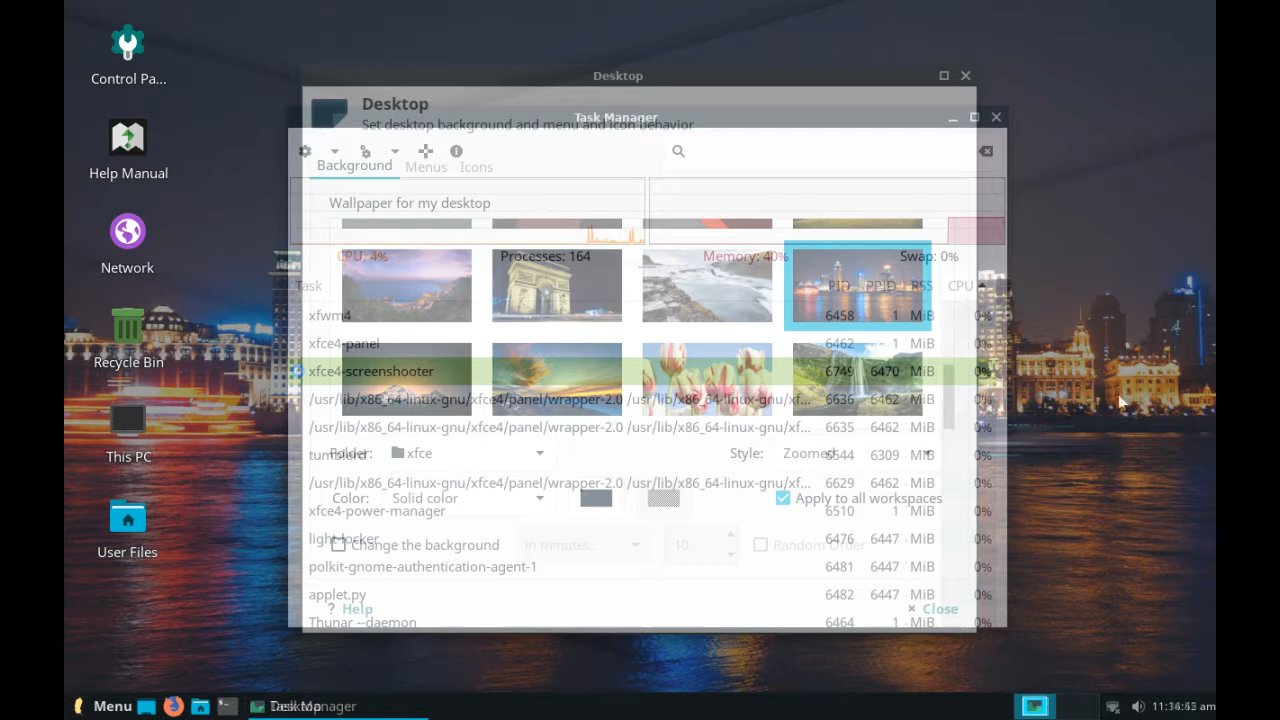 Control Pa...
Help Manual
Network
Recycle Bin
This PC
User Files
Desktop
Desktop
Set desktop background and menu and icon behavior
Task Manager
Background Menus Icons
Wallpaper for my desktop
CPU: 4% Processes: 164 Memory: 40% Swap: 0%
Task PID PPID RSS CPU
xfwm4 6458 1 MiB 0%
xfce4-panel 6462 1 MiB 0%
xfce4-screenshooter 6749 6470 MiB 0%
/usr/lib/x86_64-linux-gnu/xfce4/panel/wrapper-2.0 /usr/lib/x86_64-linux-gnu/xf... 6636 6462 MiB 0%
/usr/lib/x86_64-linux-gnu/xfce4/panel/wrapper-2.0 /usr/lib/x86_64-linux-gnu/xf... 6635 6462 MiB 0%
Folder: xfce Style: Zoomed
tumblerd 6544 6309 MiB 0%
/usr/lib/x86_64-linux-gnu/xfce4/panel/wrapper-2.0 /usr/lib/x86_64-linux-gnu/xf... 6629 6462 MiB 0%
Color: Solid color Apply to all workspaces
xfce4-power-manager 6510 1 MiB 0%
light-locker 6476 6447 MiB 0%
Change the background in minutes: 10 Random Order
polkit-gnome-authentication-agent-1 6481 6447 MiB 0%
applet.py 6482 6447 MiB 0%
? Help × Close
Thunar --daemon 6464 1 MiB 0%
Menu Desktop Task Manager am